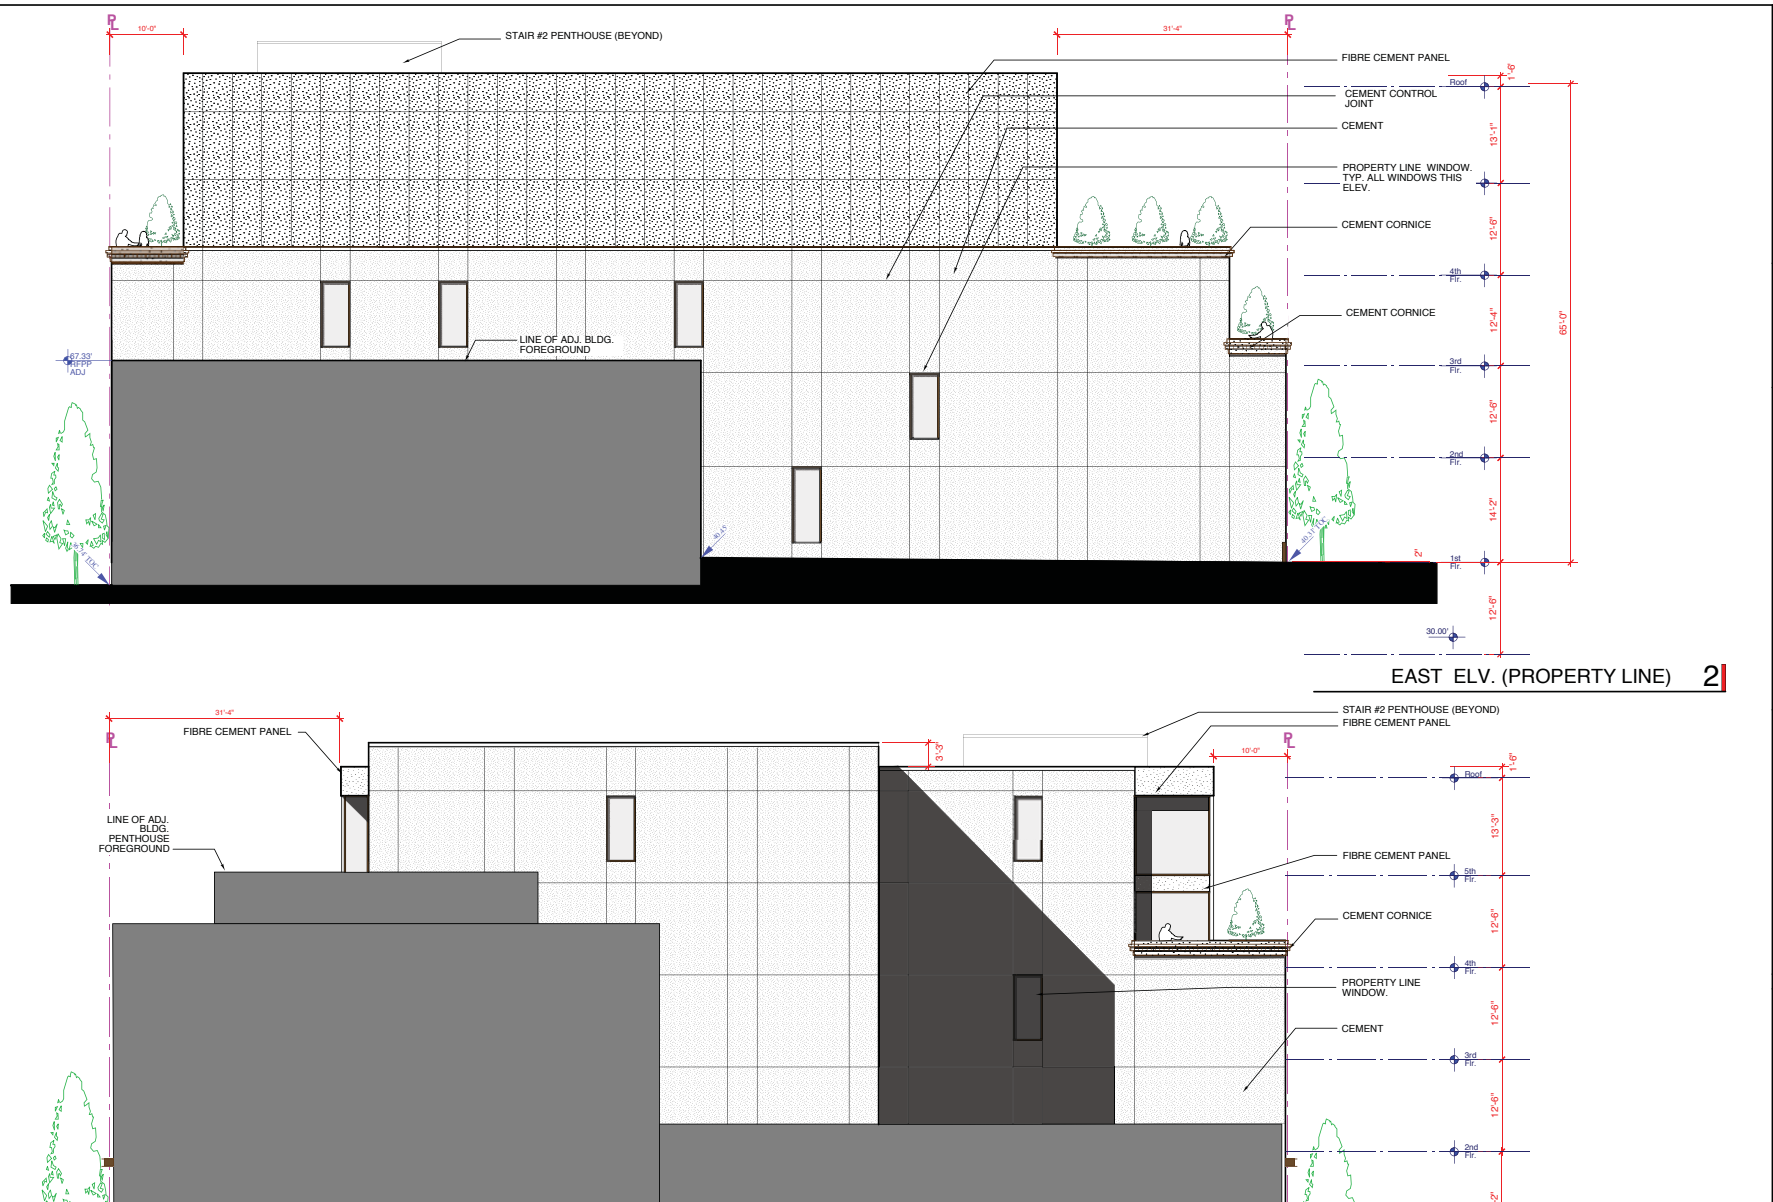 PL
10'-0"
STAIR #2 PENTHOUSE (BEYOND)
31'-4"
PL
FIBRE CEMENT PANEL
CEMENT CONTROL
JOINT
CEMENT
PROPERTY LINE WINDOW.
TYP. ALL WINDOWS THIS
ELEV.
CEMENT CORNICE
CEMENT CORNICE
LINE OF ADJ. BLDG.
FOREGROUND
67.33'
RFPP
ADJ
40.45'
40.31' TOC
Roof
4th
Flr.
3rd
Flr.
2nd
Flr.
1st
Flr.
30.00'
1'-6"
13'-1"
12'-6"
12'-4"
12'-6"
14'-2"
2"
12'-6"
65'-0"
EAST ELV. (PROPERTY LINE) 2
31'-4"
PL
FIBRE CEMENT PANEL
3'-3"
STAIR #2 PENTHOUSE (BEYOND)
FIBRE CEMENT PANEL
PL
10'-0"
LINE OF ADJ.
BLDG.
PENTHOUSE
FOREGROUND
FIBRE CEMENT PANEL
CEMENT CORNICE
PROPERTY LINE
WINDOW.
CEMENT
Roof
5th
Flr.
4th
Flr.
3rd
Flr.
2nd
Flr.
1'-6"
13'-3"
12'-6"
12'-6"
12'-6"